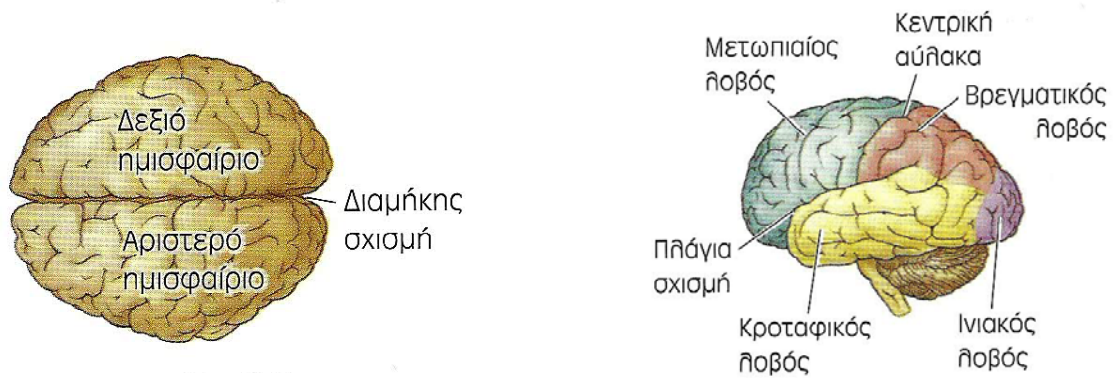 Δεξιό
ημισφαίριο
Αριστερό
ημισφαίριο
Διαμήκης
σχισμή
Μετωπιαίος
λοβός
Κεντρική
αύλακα
Βρεγματικός
λοβός
Πλάγια
σχισμή
Κροταφικός
λοβός
Ινιακός
λοβός